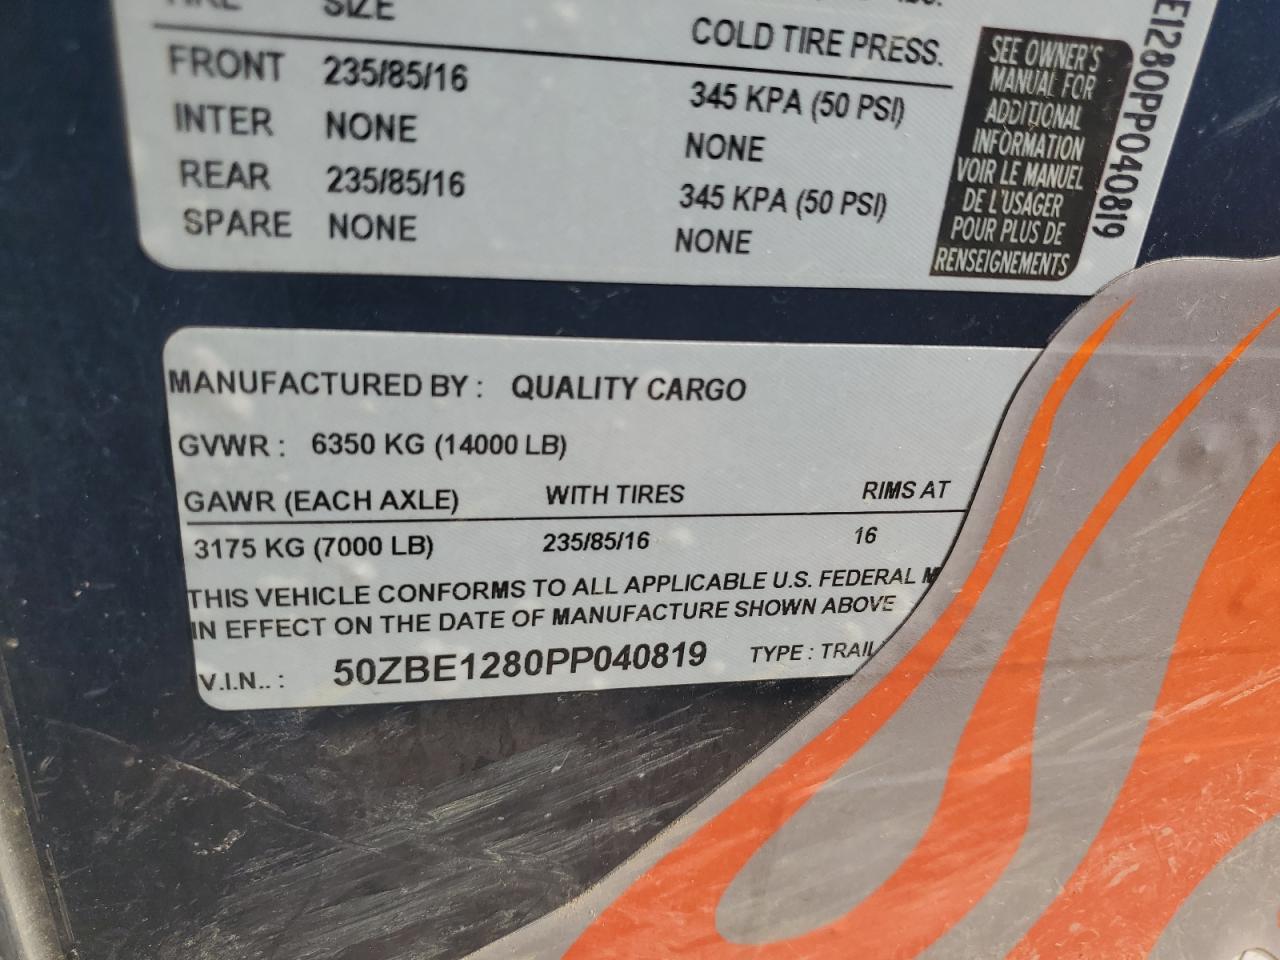 TIRE SIZE
COLD TIRE PRESS.
FRONT 235/85/16 345 KPA (50 PSI)
INTER NONE NONE
REAR 235/85/16 345 KPA (50 PSI)
SPARE NONE NONE
SEE OWNER'S
MANUAL FOR
ADDITIONAL
INFORMATION
VOIR LE MANUEL
DE L'USAGER
POUR PLUS DE
RENSEIGNEMENTS
E1280PP040819
MANUFACTURED BY : QUALITY CARGO
GVWR : 6350 KG (14000 LB)
GAWR (EACH AXLE) WITH TIRES RIMS AT
3175 KG (7000 LB) 235/85/16 16
THIS VEHICLE CONFORMS TO ALL APPLICABLE U.S. FEDERAL M
IN EFFECT ON THE DATE OF MANUFACTURE SHOWN ABOVE
V.I.N.. : 50ZBE1280PP040819 TYPE : TRAIL